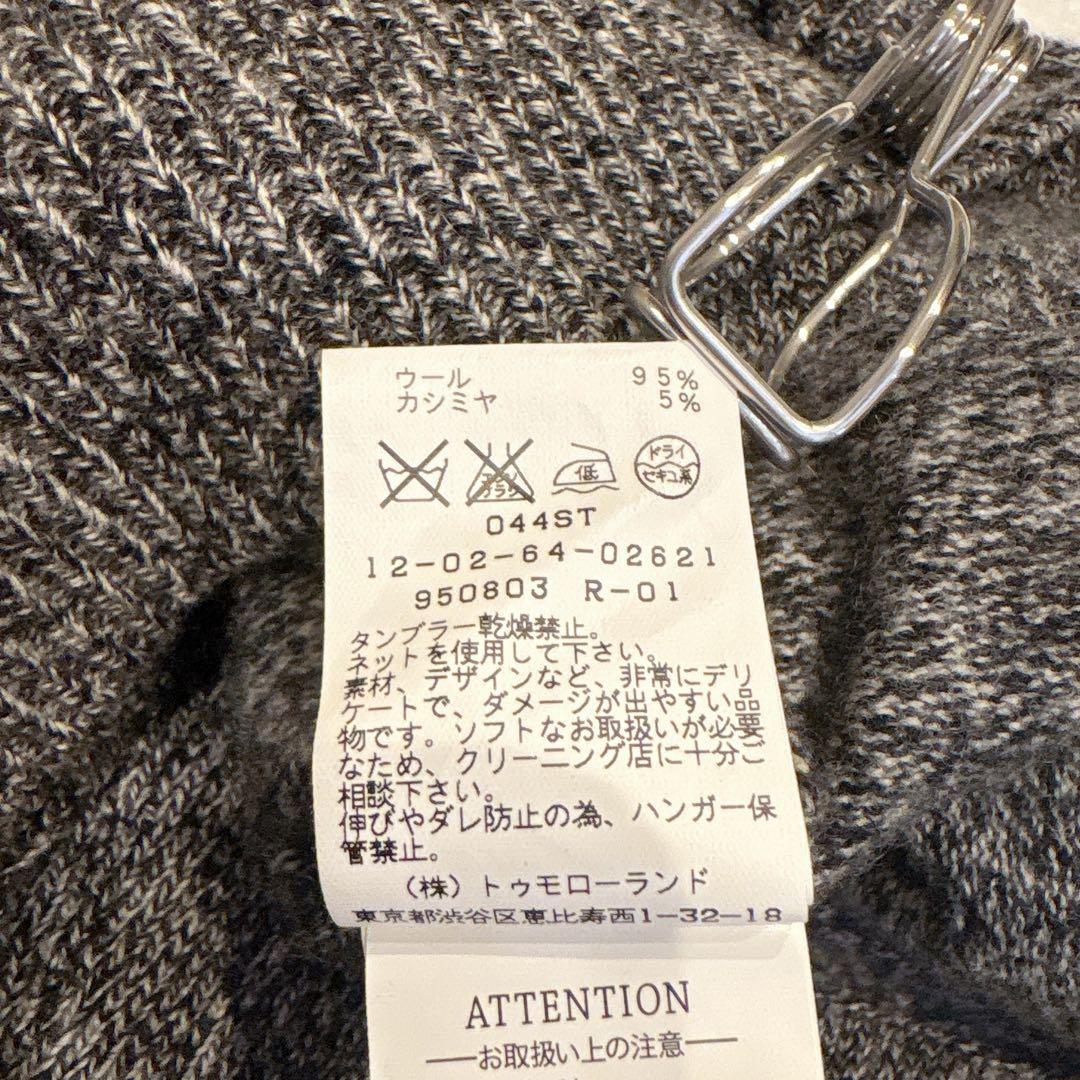 ウール 95%
カシミヤ 5%
エンソ サラシ 低 ドライ セキユ系
044ST
12-02-64-02621
950803 R-01
タンブラー乾燥禁止。
ネットを使用して下さい。
素材、デザインなど、非常にデリ
ケートで、ダメージが出やすい品
物です。ソフトなお取扱いが必要
なため、クリーニング店に十分ご
相談下さい。
伸びやダレ防止の為、ハンガー保
管禁止。
(株)トゥモローランド
東京都渋谷区恵比寿西1-32-18
ATTENTION
お取扱い上の注意